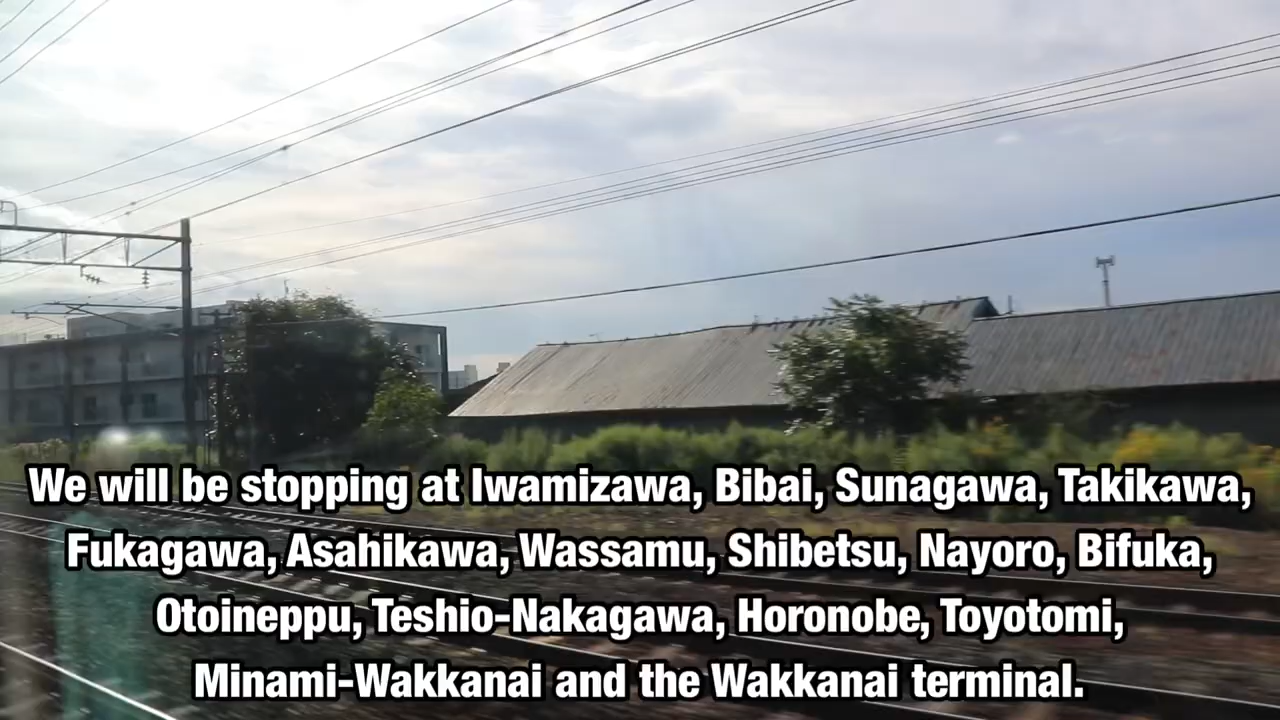 We will be stopping at Iwamizawa, Bibai, Sunagawa, Takikawa,
Fukagawa, Asahikawa, Wassamu, Shibetsu, Nayoro, Bifuka,
Otoineppu, Teshio-Nakagawa, Horonobe, Toyotomi,
Minami-Wakkanai and the Wakkanai terminal.